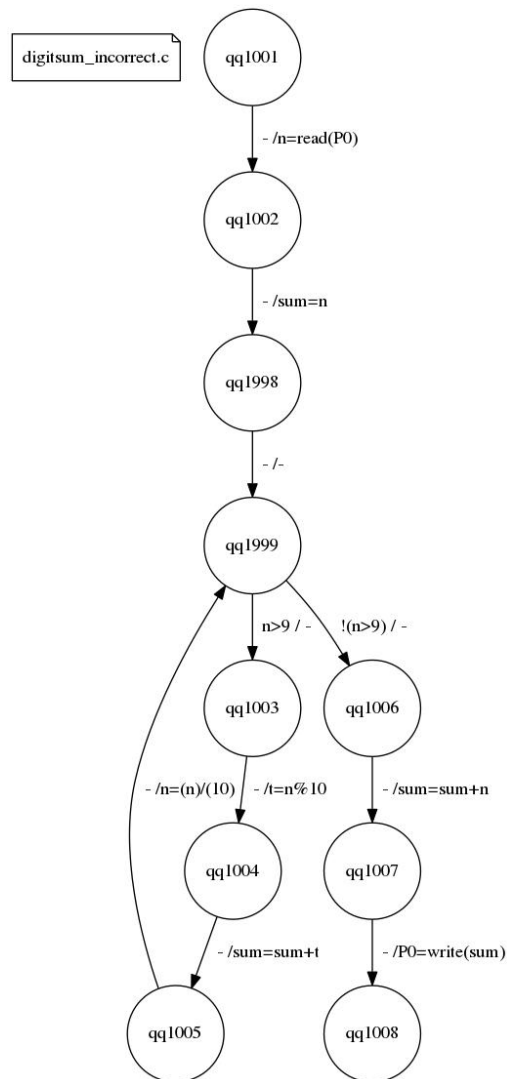 digitsum_incorrect.c
qq1001
- /n=read(P0)
qq1002
- /sum=n
qq1998
- /-
qq1999
n>9 / -
!(n>9) / -
qq1003
qq1006
- /n=(n)/(10)
- /t=n%10
- /sum=sum+n
qq1004
qq1007
- /sum=sum+t
- /P0=write(sum)
qq1005
qq1008